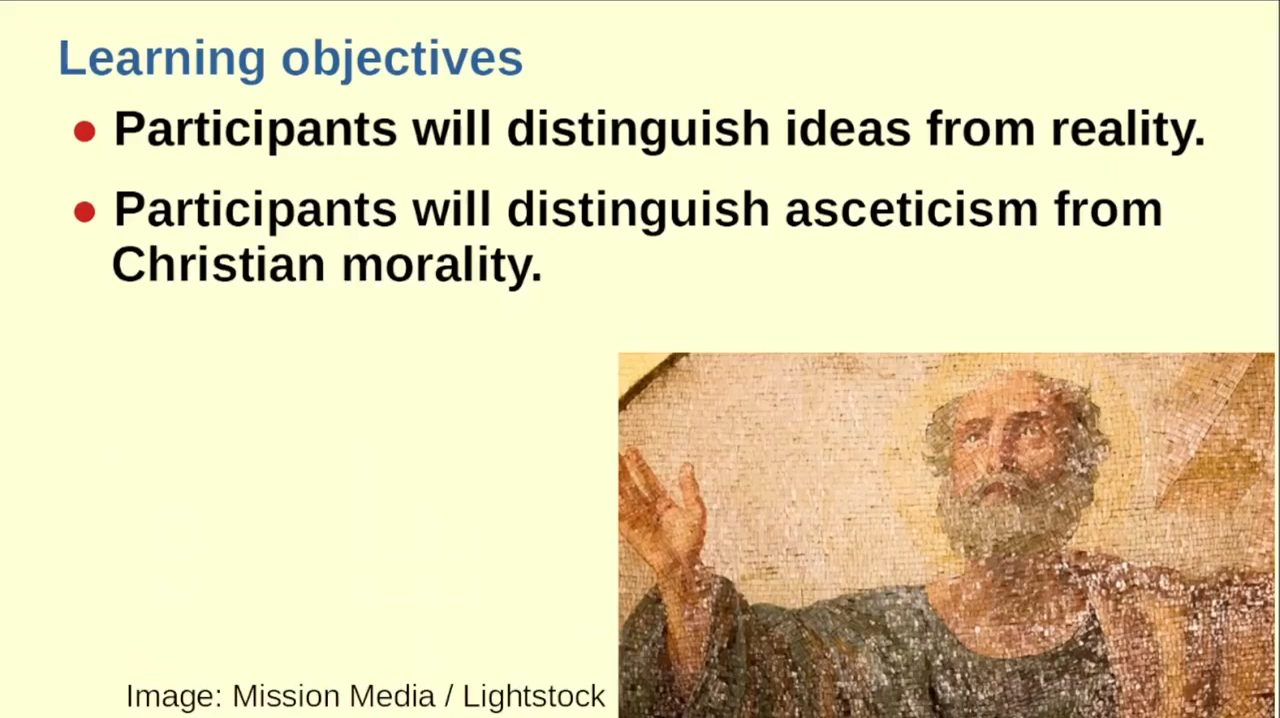 Learning objectives
● Participants will distinguish ideas from reality.
● Participants will distinguish asceticism from
Christian morality.
Image: Mission Media / Lightstock